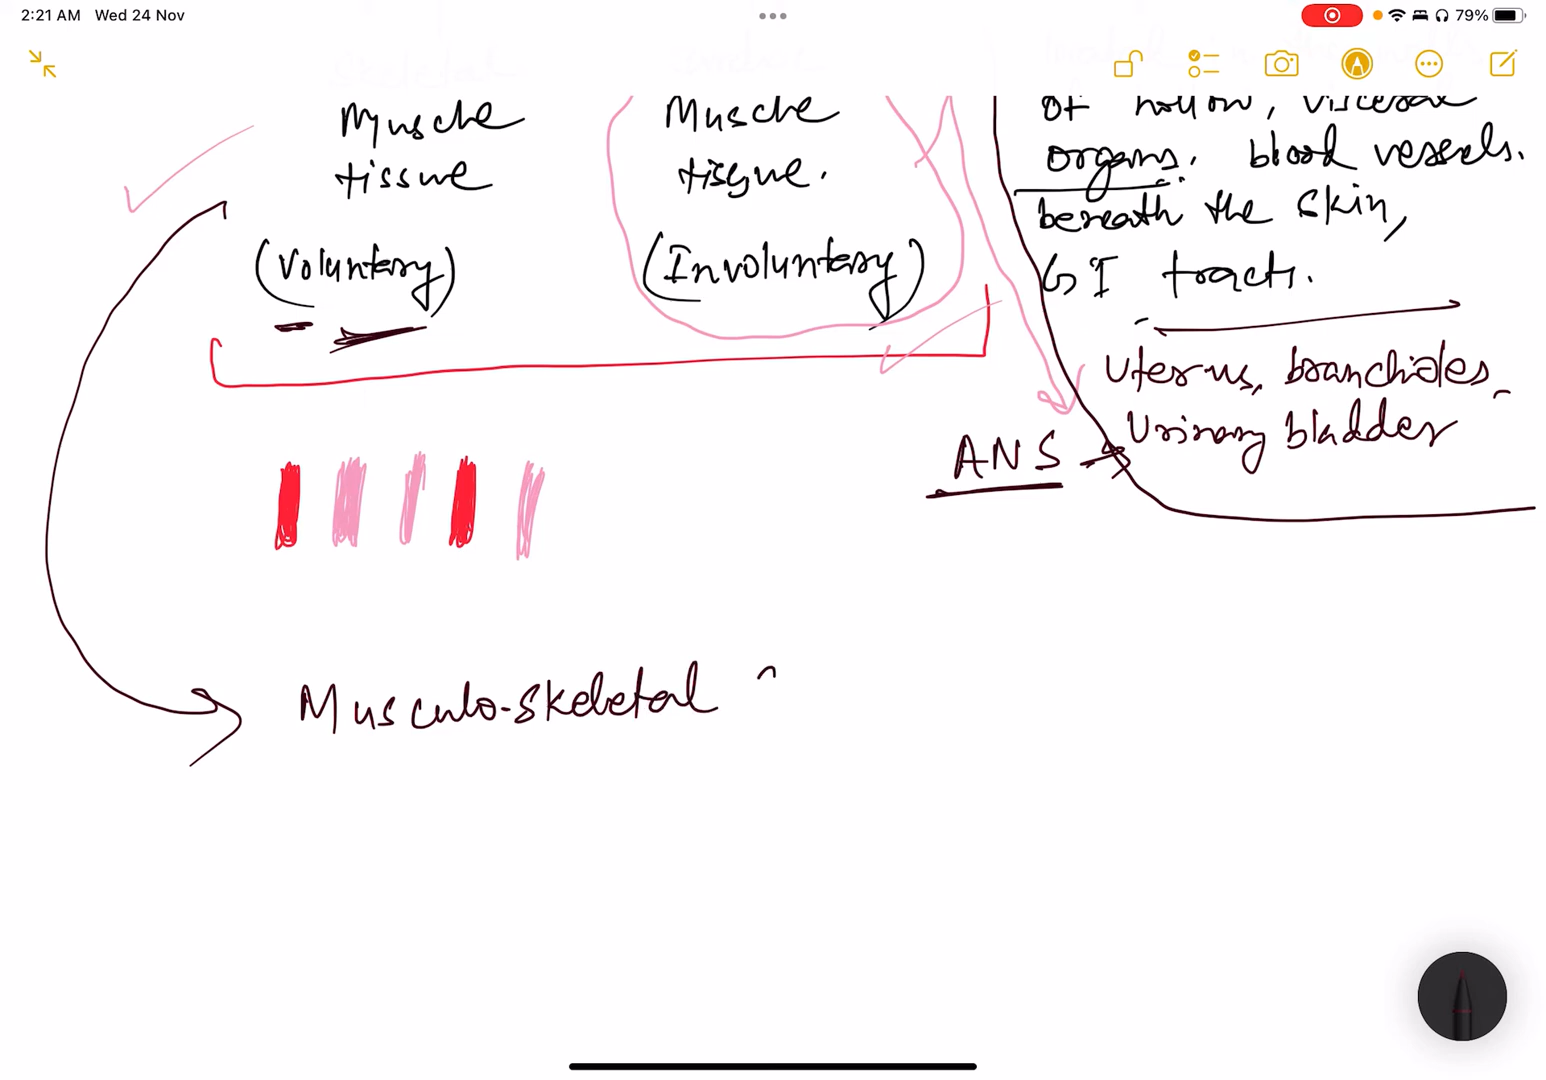 2:21 AM Wed 24 Nov
79%
Muscle
tissue
(Voluntary)
Muscle
tissue.
(Involuntary)
of hollow, visceral
organs. blood vessels.
beneath the skin,
GI tracts.
Uterus, bronchioles
Urinary bladder
ANS
Musculo-skeletal